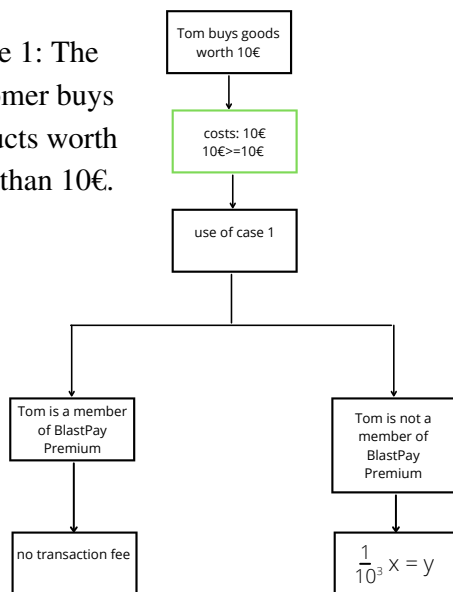 e 1: The
omer buys
ucts worth
than 10€.
Tom buys goods
worth 10€
costs: 10€
10€>=10€
use of case 1
Tom is a member
of BlastPay
Premium
no transaction fee
Tom is not a
member of
BlastPay
Premium
1/10³ x = y